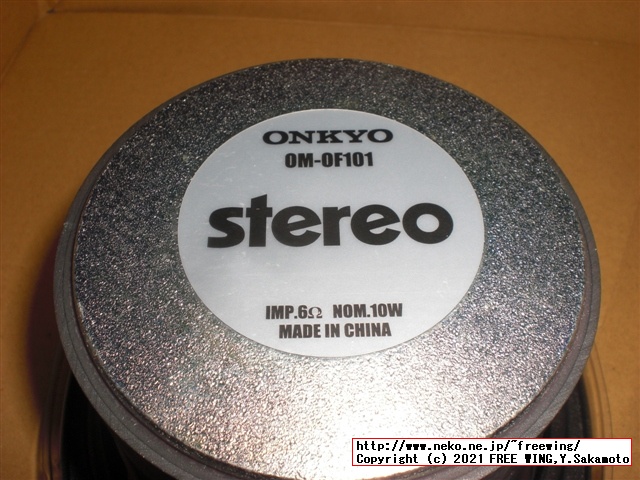 ONKYO
OM-OF101
stereo
IMP.6Ω NOM.10W
MADE IN CHINA
http://www.neko.ne.jp/~freewing/
Copyright (c) 2021 FREE WING,Y.Sakamoto